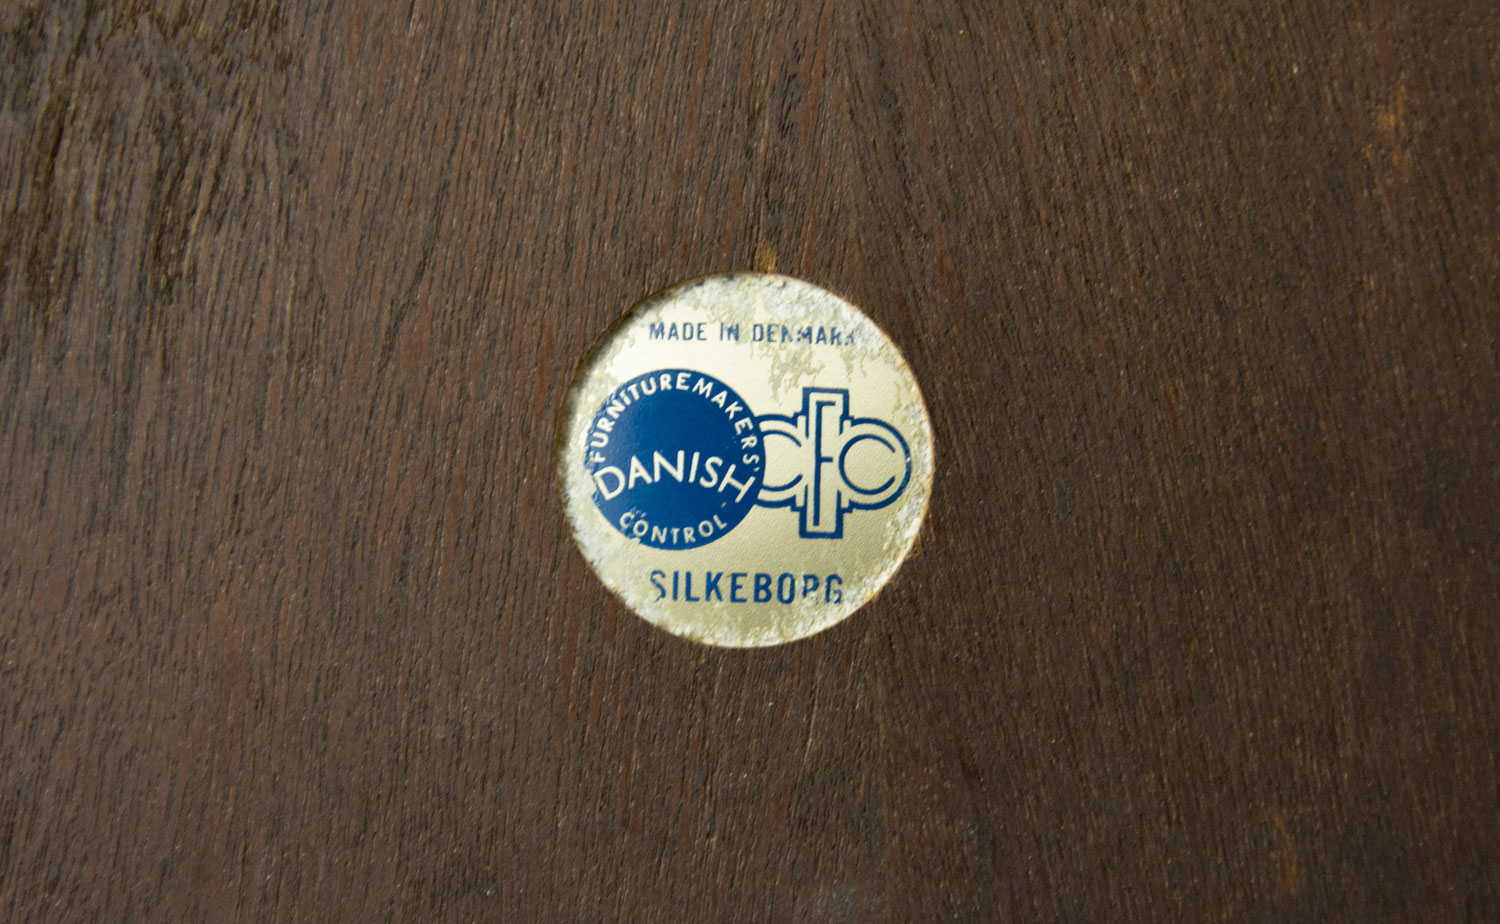 MADE IN DENMARK
FURNITUREMAKERS'
DANISH
CONTROL
CFC
SILKEBORG